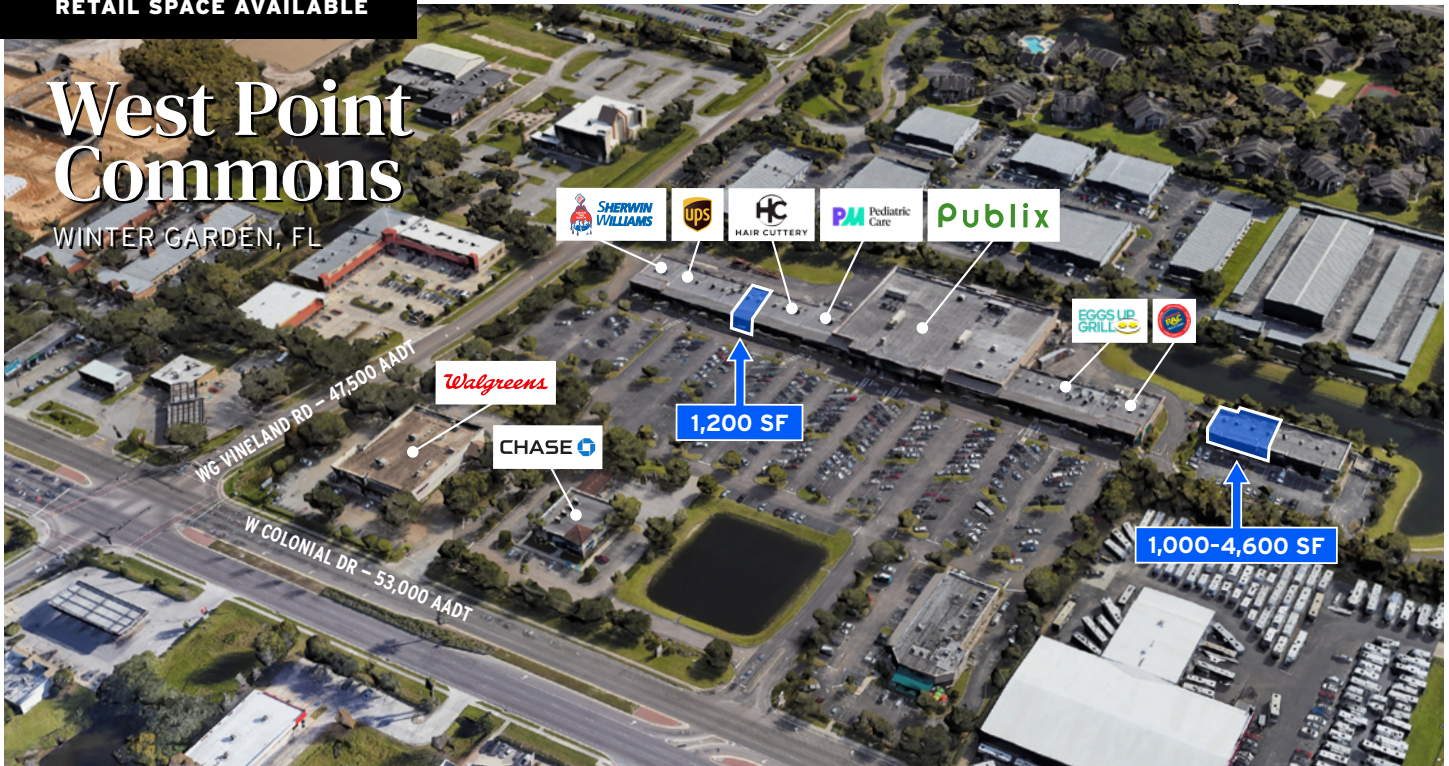 RETAIL SPACE AVAILABLE
West Point
Commons
WINTER GARDEN, FL
SHERWIN
WILLIAMS
ups
HC
HAIR CUTTERY
PM Pediatric
Care
Publix
EGGS UP
GRILL
Walgreens
CHASE
1,200 SF
1,000-4,600 SF
WG VINELAND RD – 47,500 AADT
W COLONIAL DR – 53,000 AADT